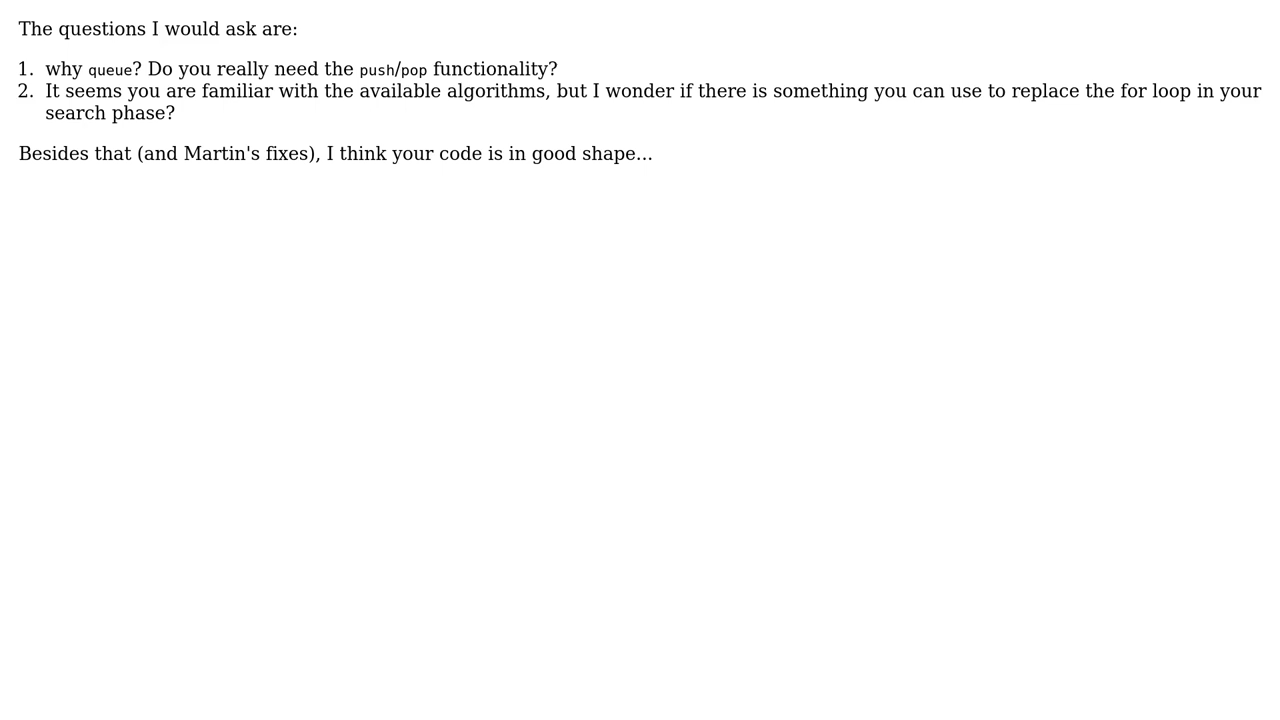 The questions I would ask are:
1. why queue? Do you really need the push/pop functionality?
2. It seems you are familiar with the available algorithms, but I wonder if there is something you can use to replace the for loop in your
search phase?
Besides that (and Martin's fixes), I think your code is in good shape...